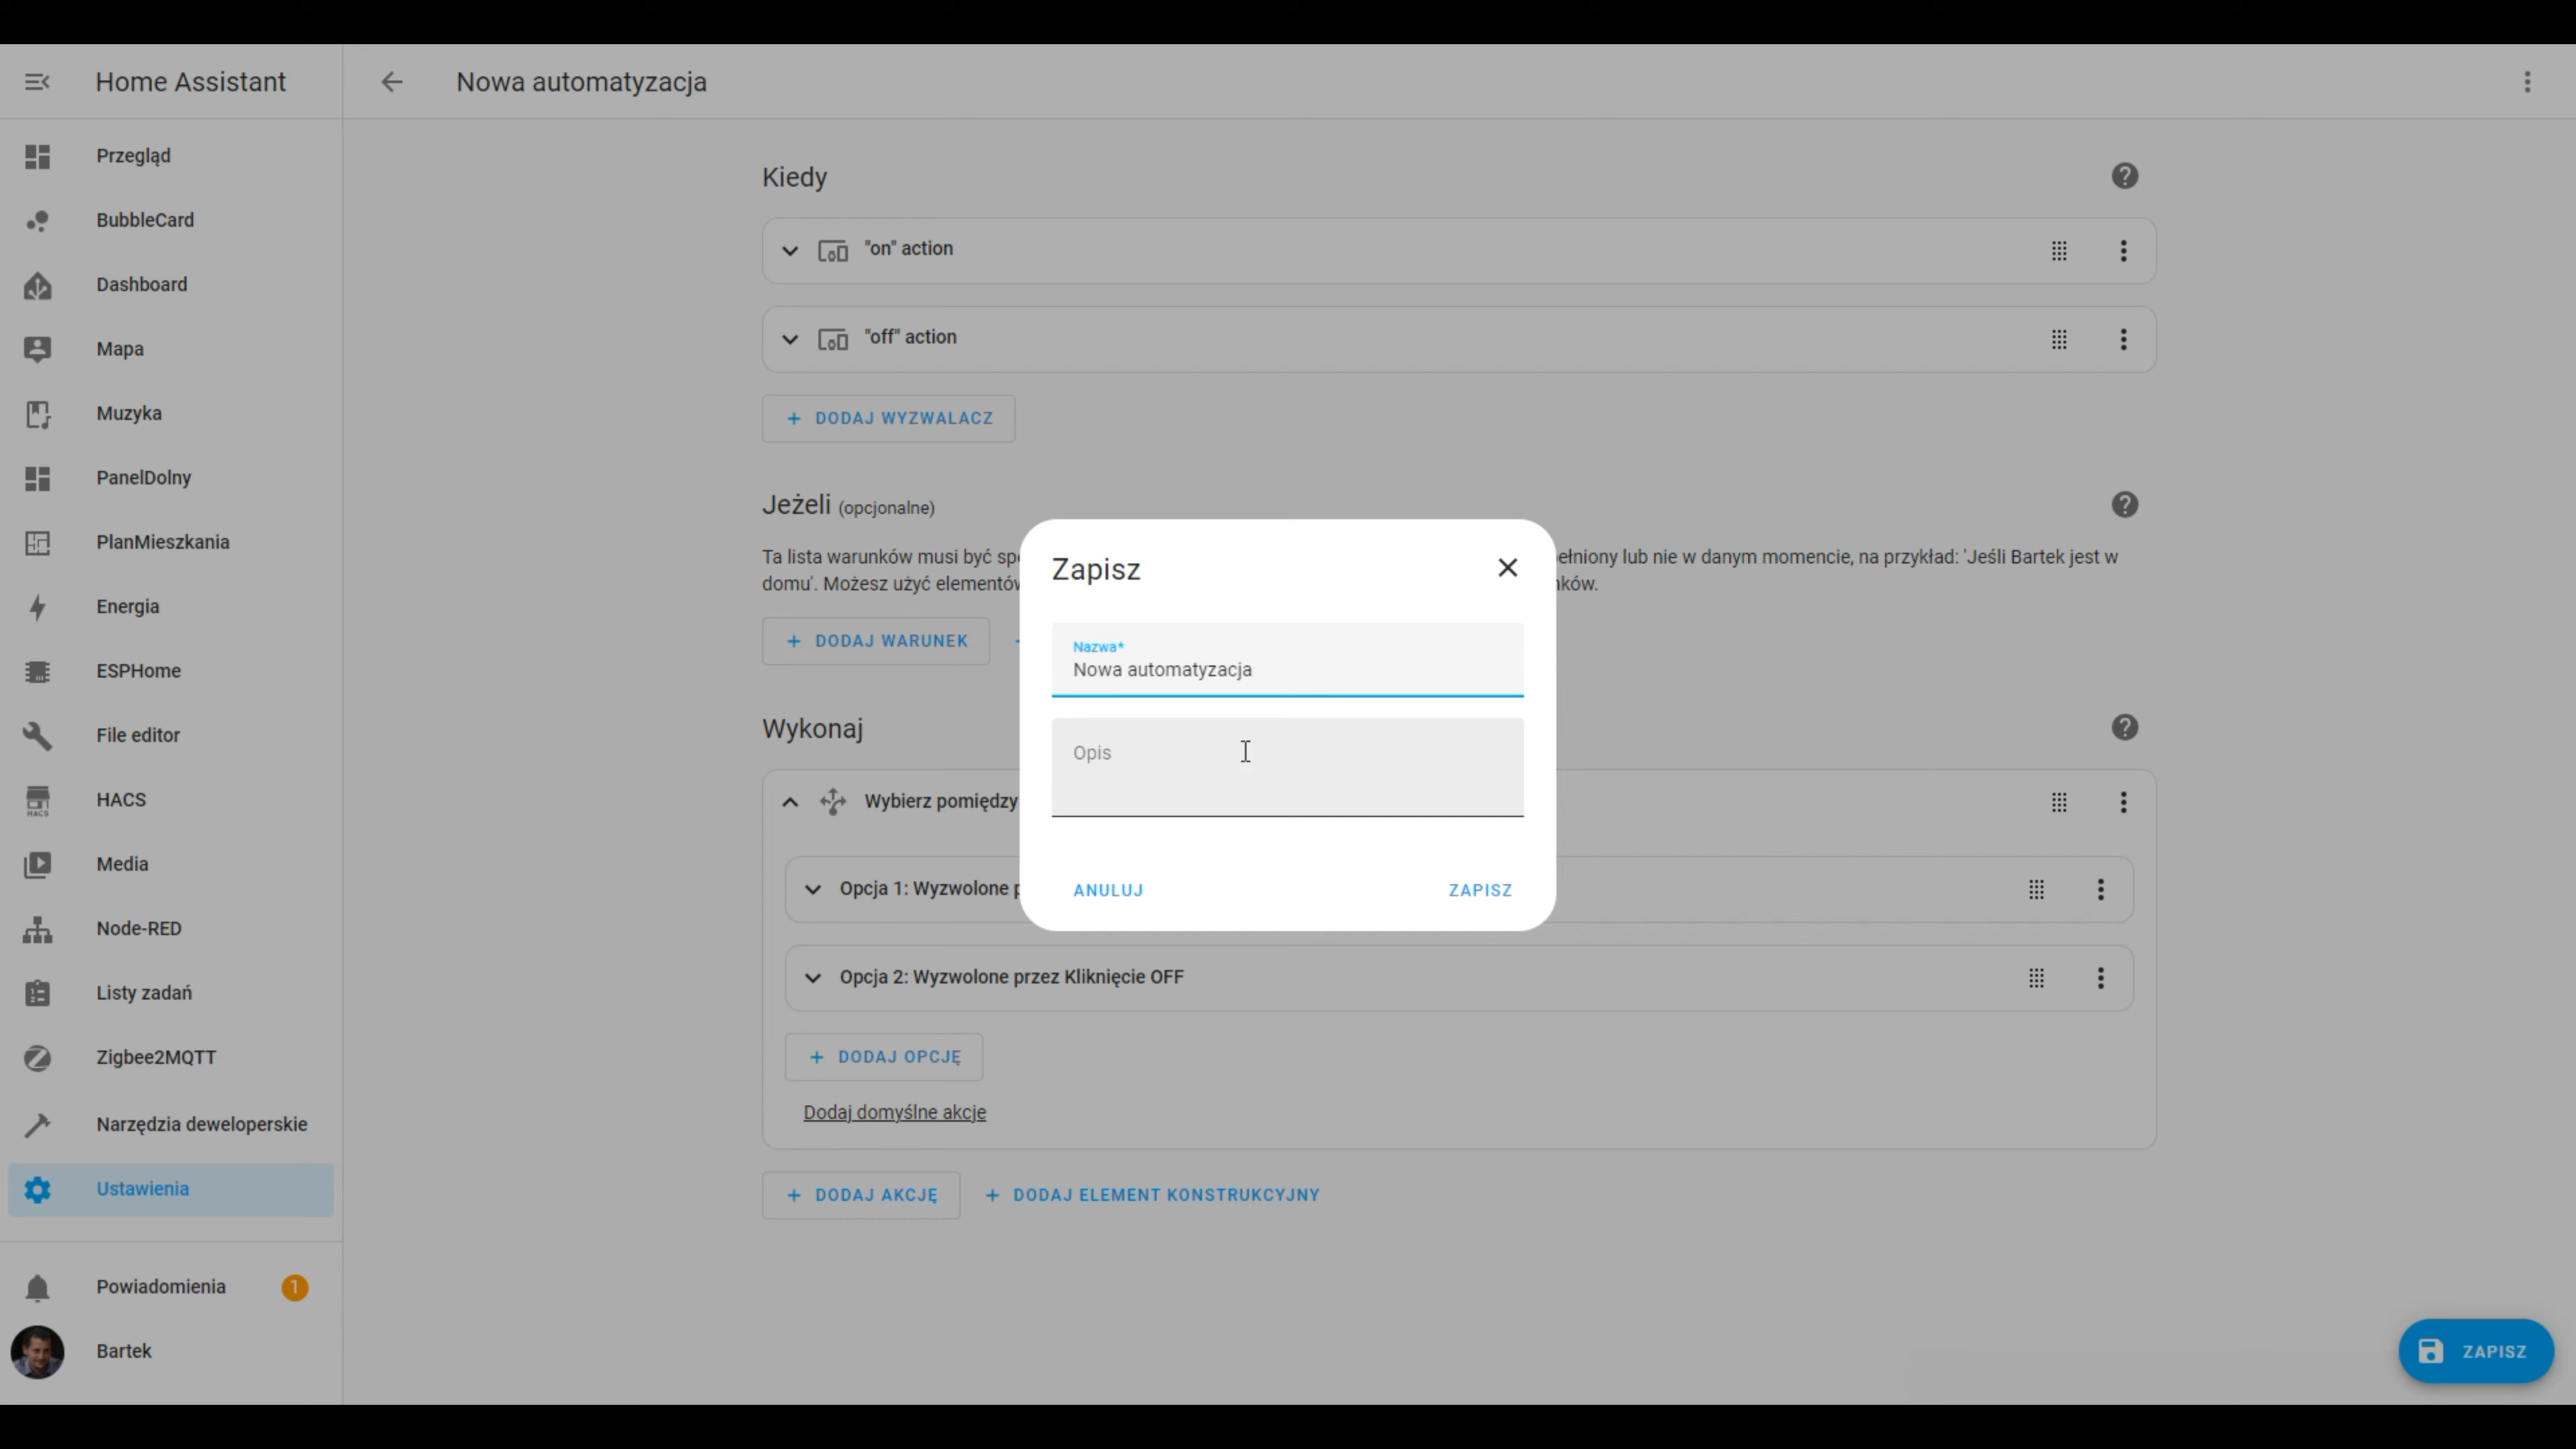 Home Assistant
Nowa automatyzacja
Przegląd
BubbleCard
Dashboard
Mapa
Muzyka
PanelDolny
PlanMieszkania
Energia
ESPHome
File editor
HACS
HACS
Media
Node-RED
Listy zadań
Zigbee2MQTT
Narzędzia deweloperskie
Ustawienia
Powiadomienia 1
Bartek
Kiedy
"on" action
"off" action
+ DODAJ WYZWALACZ
Jeżeli (opcjonalne)
Ta lista warunków musi być ełniony lub nie w danym momencie, na przykład: 'Jeśli Bartek jest w
domu'. Możesz użyć elementów nków.
+ DODAJ WARUNEK
Wykonaj
Wybierz pomiędzy
Opcja 1: Wyzwolone p
Opcja 2: Wyzwolone przez Kliknięcie OFF
+ DODAJ OPCJĘ
Dodaj domyślne akcje
+ DODAJ AKCJĘ + DODAJ ELEMENT KONSTRUKCYJNY
Zapisz
Nazwa*
Nowa automatyzacja
Opis
ANULUJ ZAPISZ
ZAPISZ